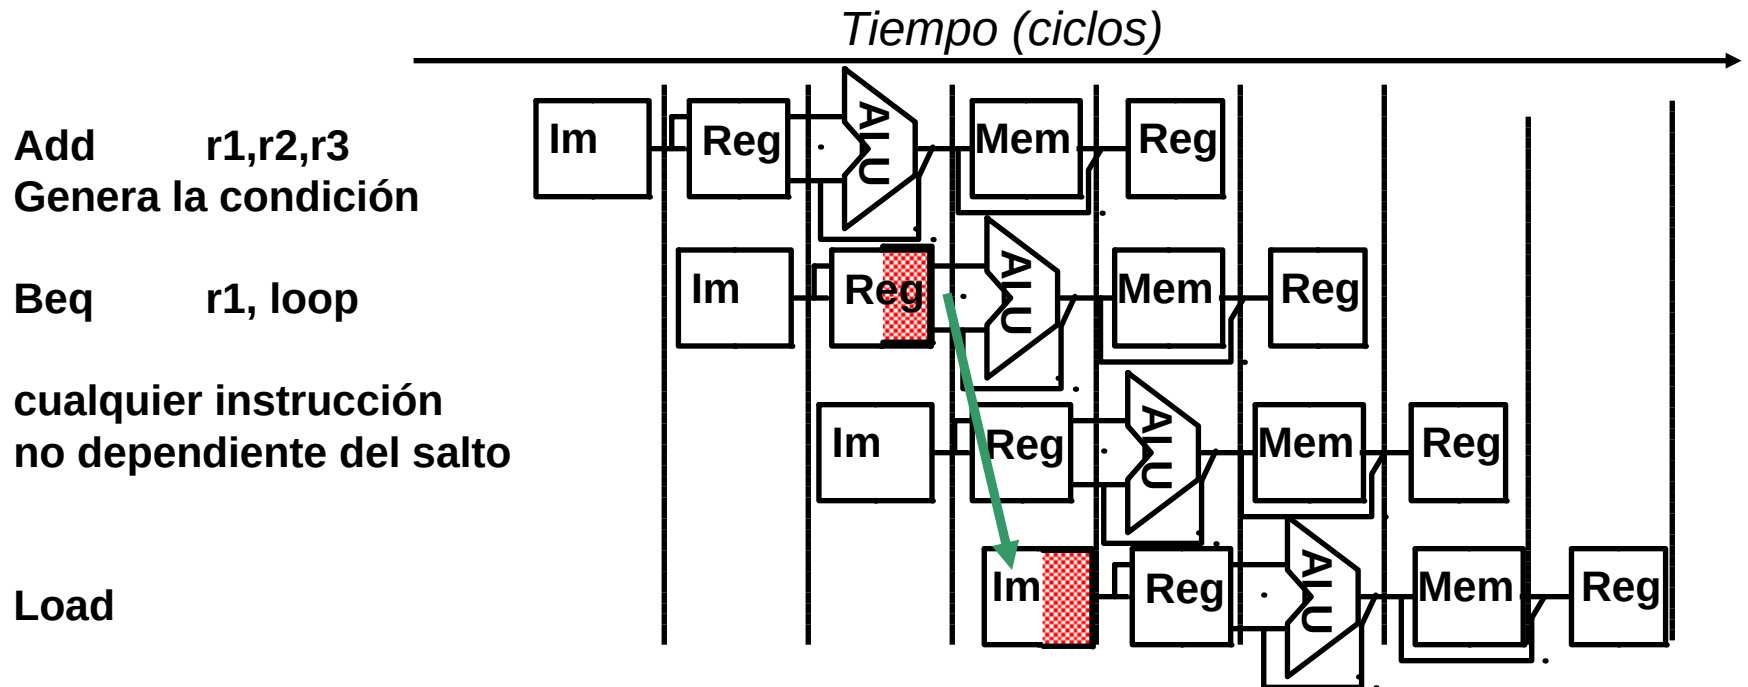 Tiempo (ciclos)
Add r1,r2,r3
Genera la condición
Im Reg ALU Mem Reg
Beq r1, loop
Im Reg ALU Mem Reg
cualquier instrucción
no dependiente del salto
Im Reg ALU Mem Reg
Load
Im Reg ALU Mem Reg